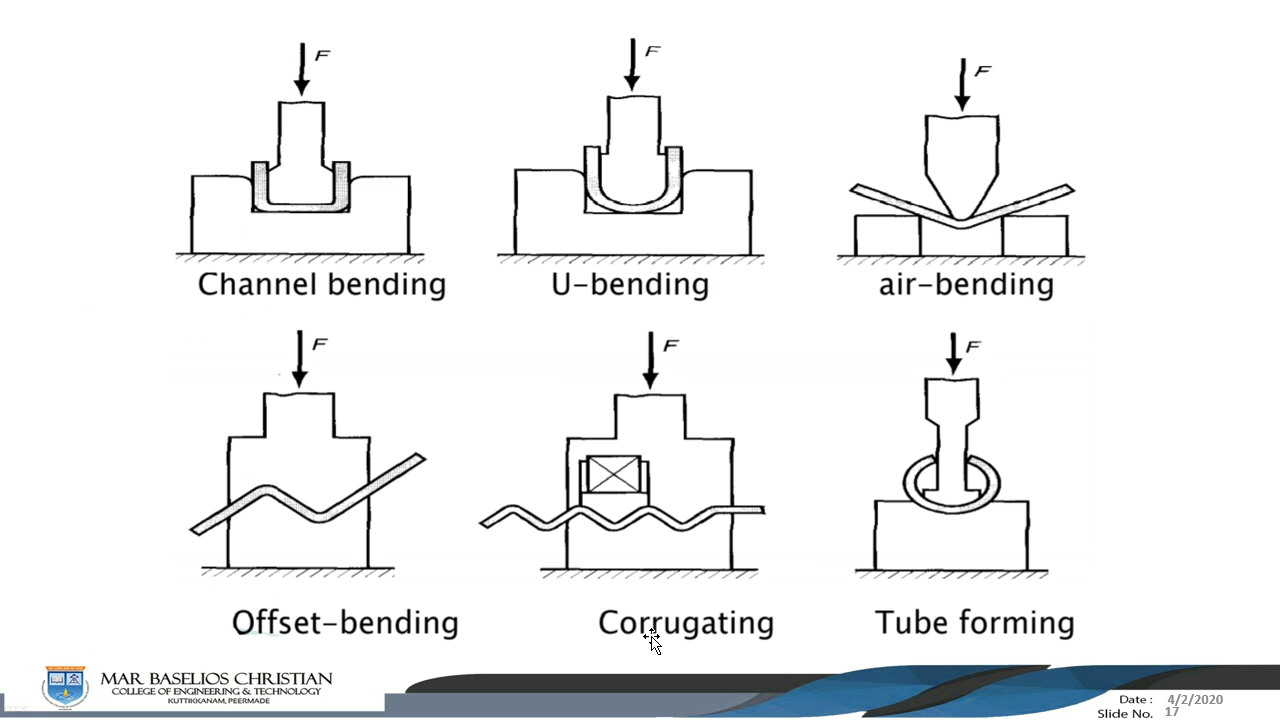 F F F
Channel bending U-bending air-bending
F F F
Offset-bending Corrugating Tube forming
MAR BASELIOS CHRISTIAN
COLLEGE OF ENGINEERING & TECHNOLOGY
KUTTIKKANAM, PEERMADE
Date : 4/2/2020
Slide No. 17